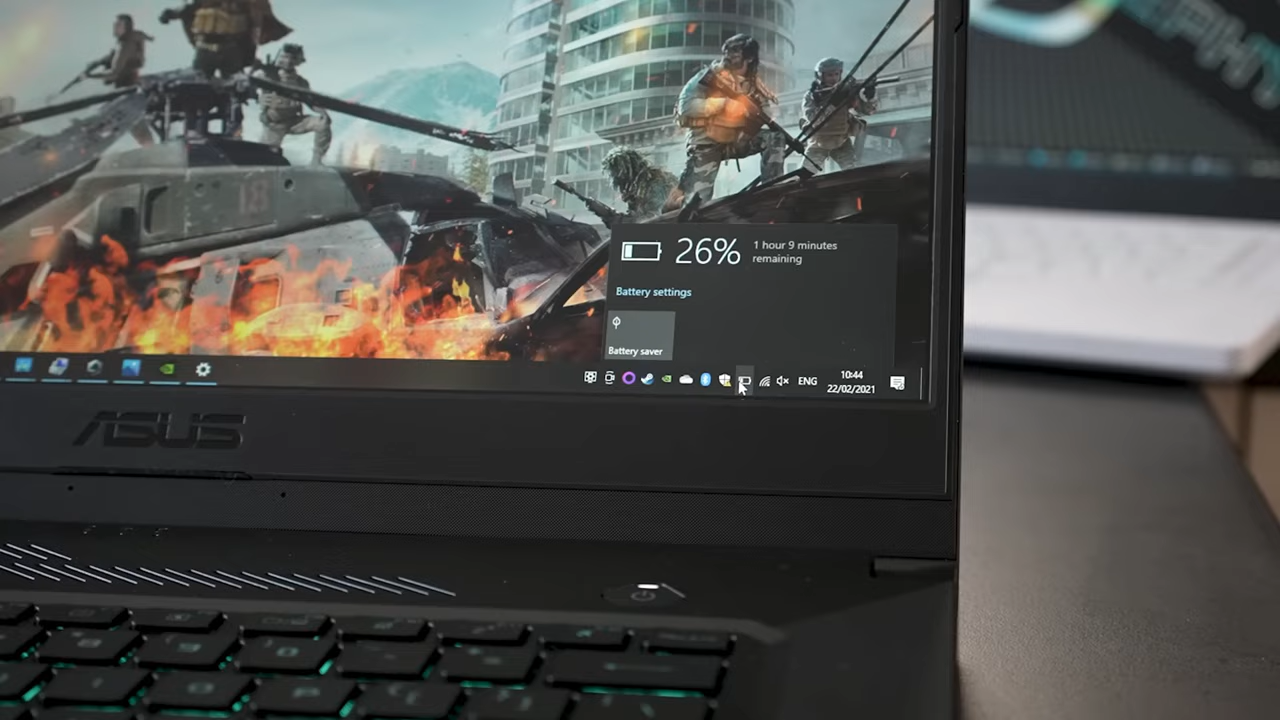 26%
1 hour 9 minutes
remaining
Battery settings
Battery saver
ENG
10:44
22/02/2021
ASUS